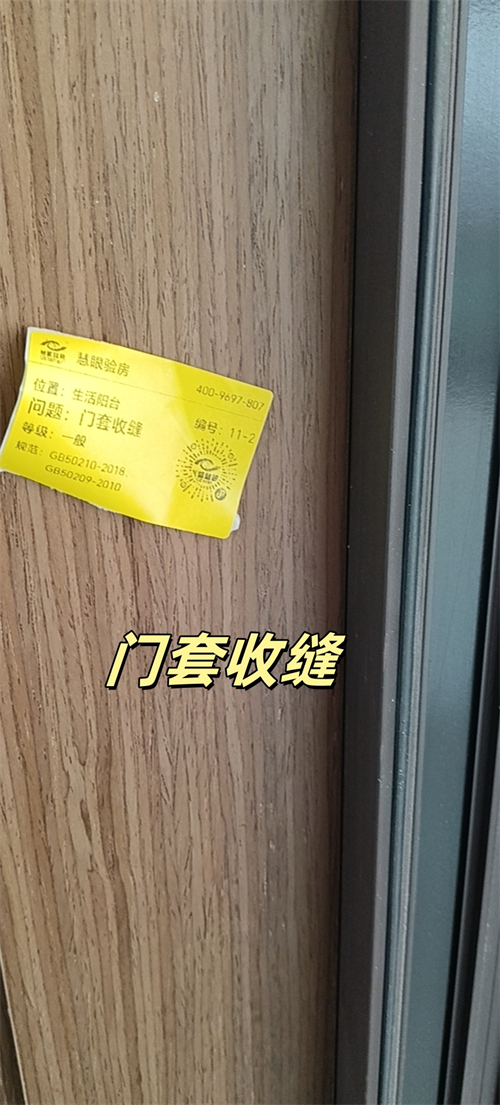 慧眼验房
400-9697-807
位置：生活阳台
问题：门套收缝
编号：11-2
等级：一般
规范：GB50210-2018、
GB50209-2010
门套收缝